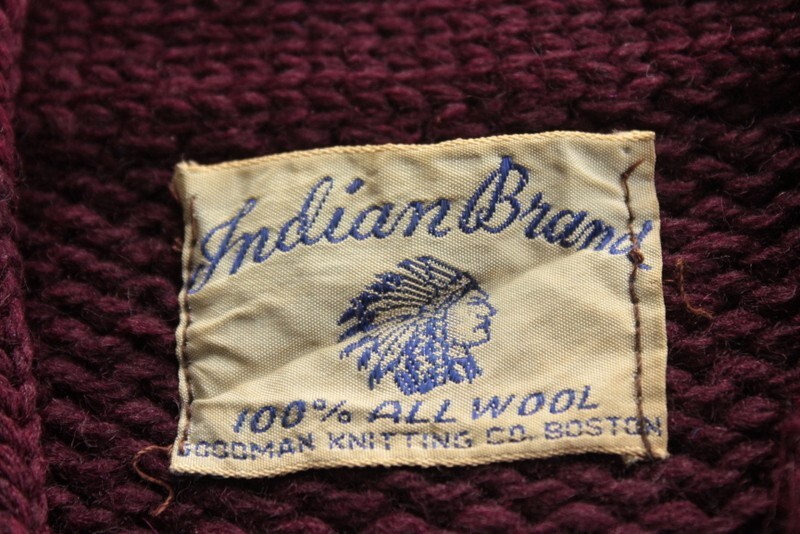 Indian Brand
100% ALL WOOL
GOODMAN KNITTING CO. BOSTON